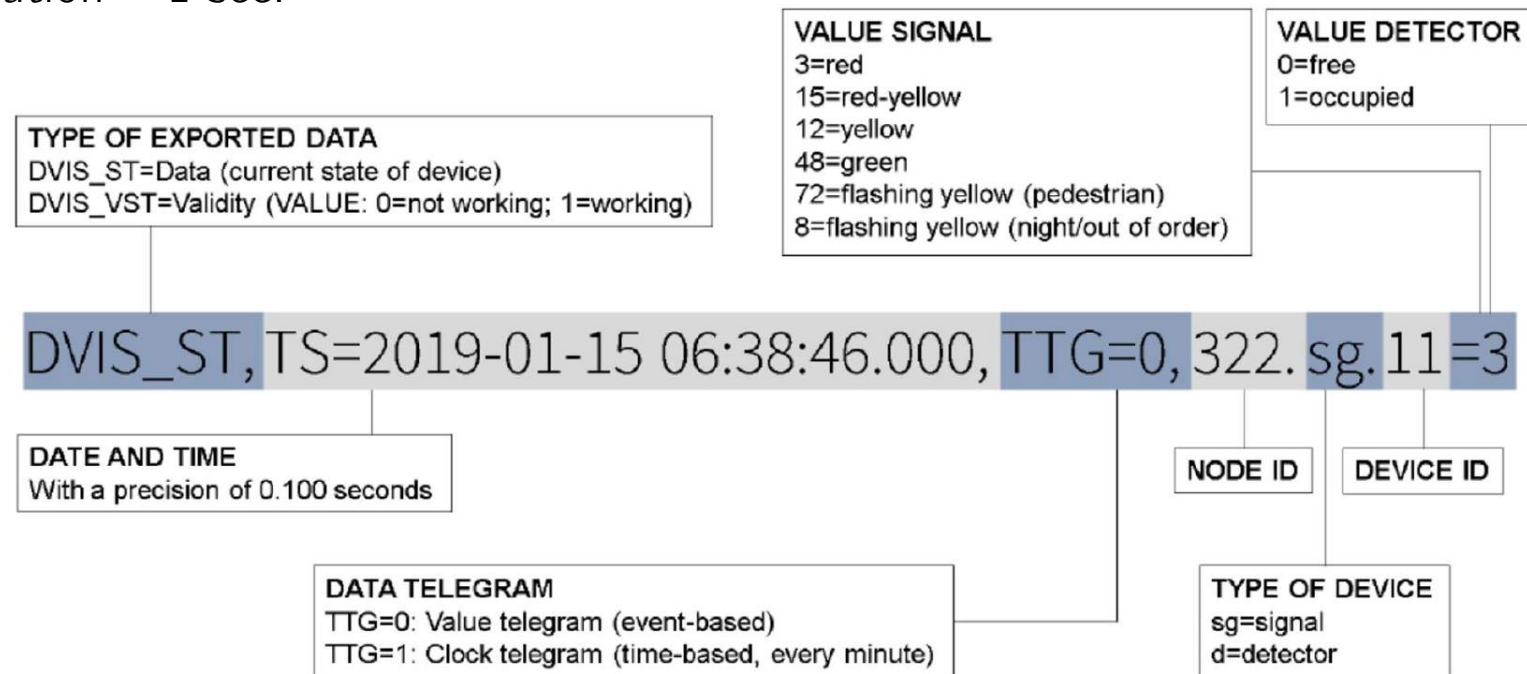 VALUE SIGNAL
3=red
15=red-yellow
12=yellow
48=green
72=flashing yellow (pedestrian)
8=flashing yellow (night/out of order)
VALUE DETECTOR
0=free
1=occupied
TYPE OF EXPORTED DATA
DVIS_ST=Data (current state of device)
DVIS_VST=Validity (VALUE: 0=not working; 1=working)
DVIS_ST, TS=2019-01-15 06:38:46.000, TTG=0, 322. sg. 11 =3
DATE AND TIME
With a precision of 0.100 seconds
NODE ID
DEVICE ID
DATA TELEGRAM
TTG=0: Value telegram (event-based)
TTG=1: Clock telegram (time-based, every minute)
TYPE OF DEVICE
sg=signal
d=detector